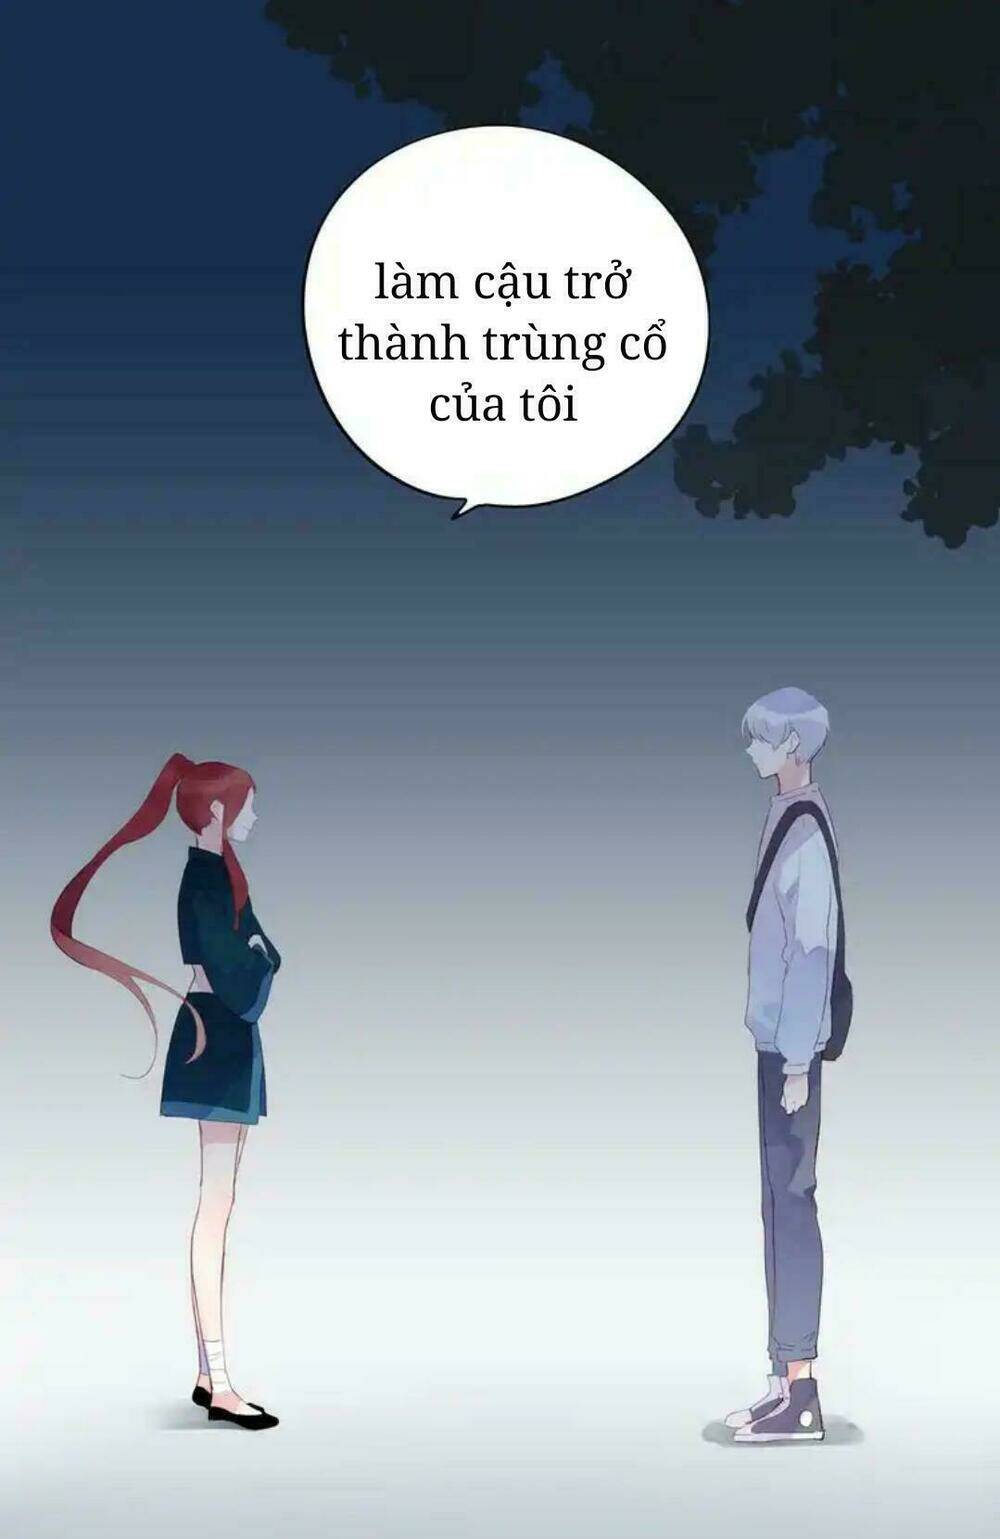 làm cậu trở
thành trùng cổ
của tôi